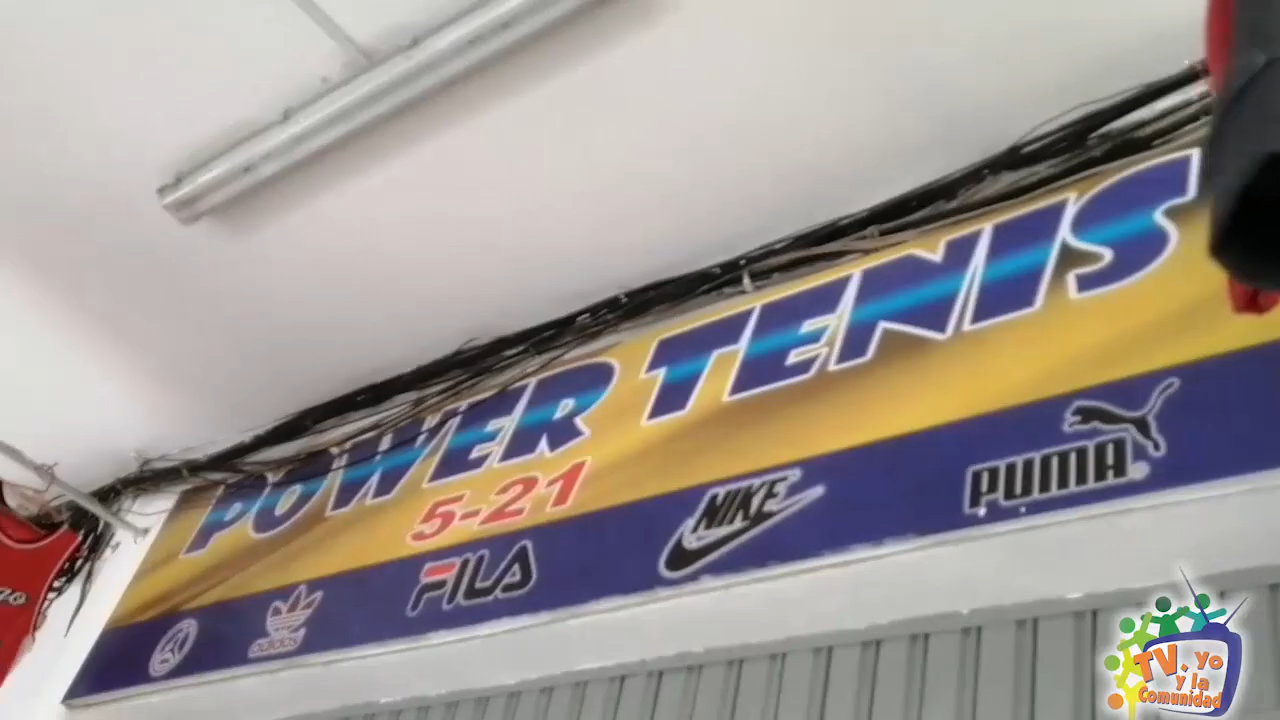 POWER TENIS
5-21
adidas
FILA
NIKE
PUMA
TV, Yo
y la
Comunidad